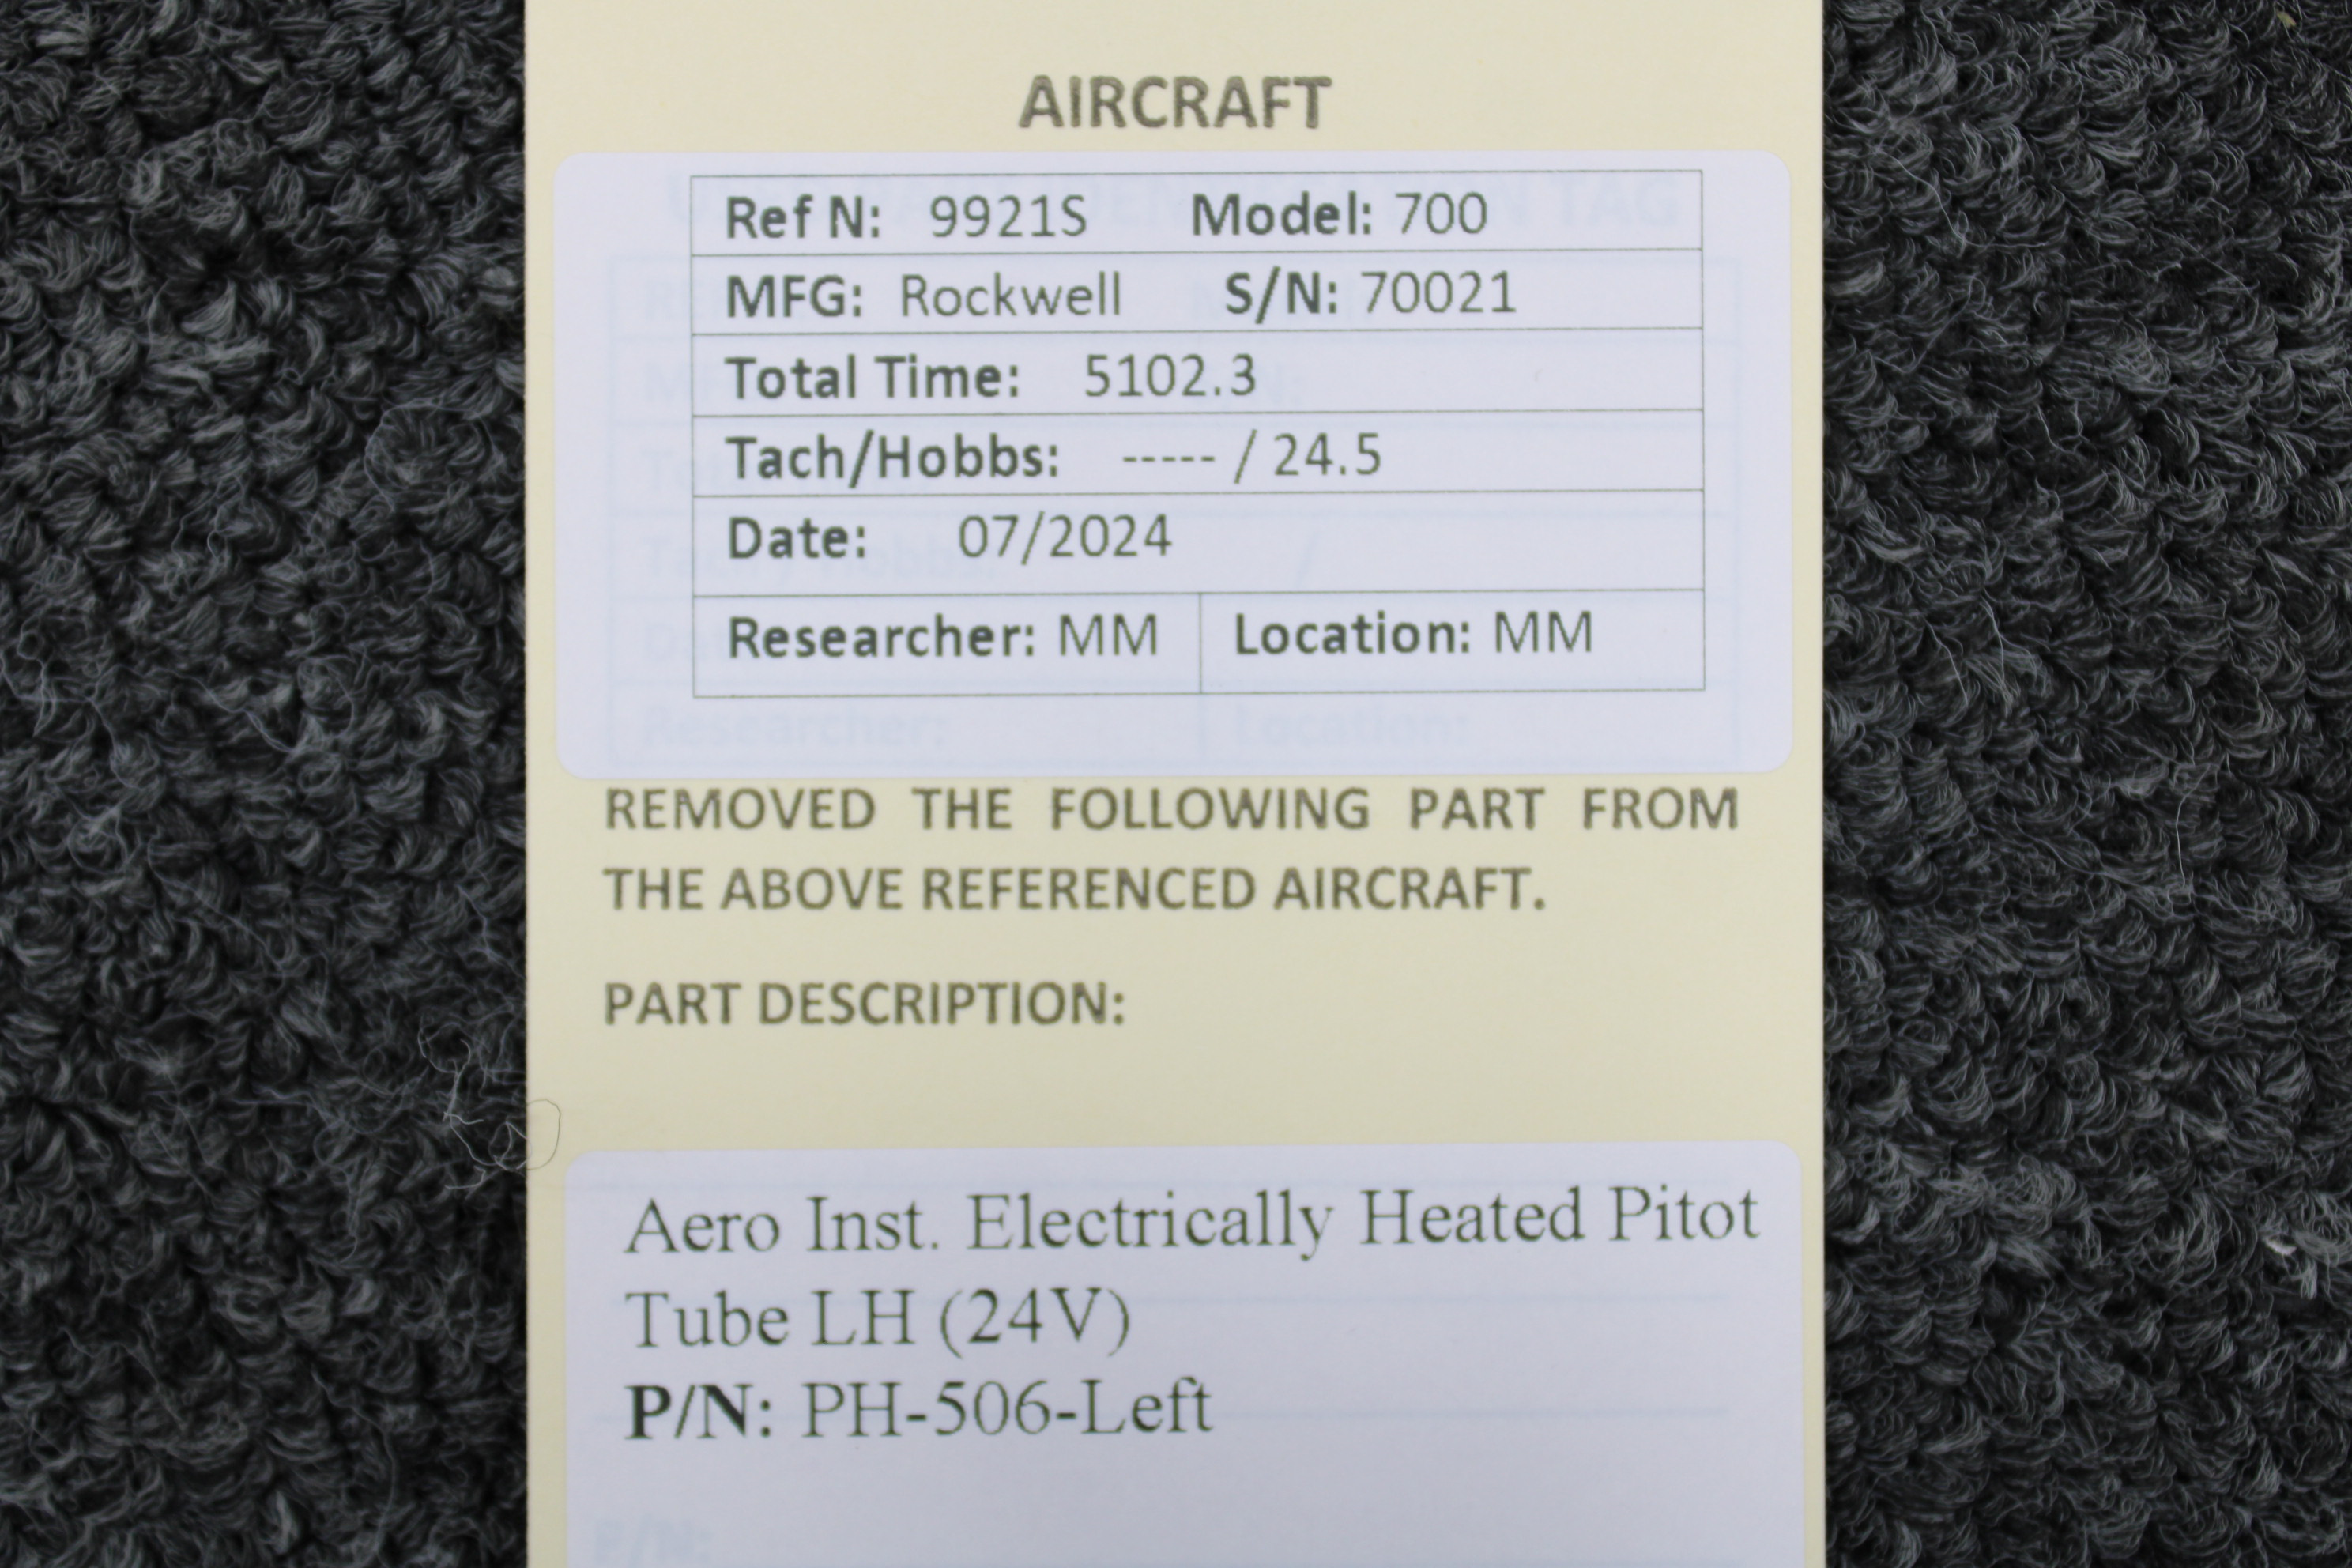 AIRCRAFT
Ref N: 9921S Model: 700
MFG: Rockwell S/N: 70021
Total Time: 5102.3
Tach/Hobbs: ----- / 24.5
Date: 07/2024
Researcher: MM Location: MM
REMOVED THE FOLLOWING PART FROM
THE ABOVE REFERENCED AIRCRAFT.
PART DESCRIPTION:
Aero Inst. Electrically Heated Pitot
Tube LH (24V)
P/N: PH-506-Left
P/N: